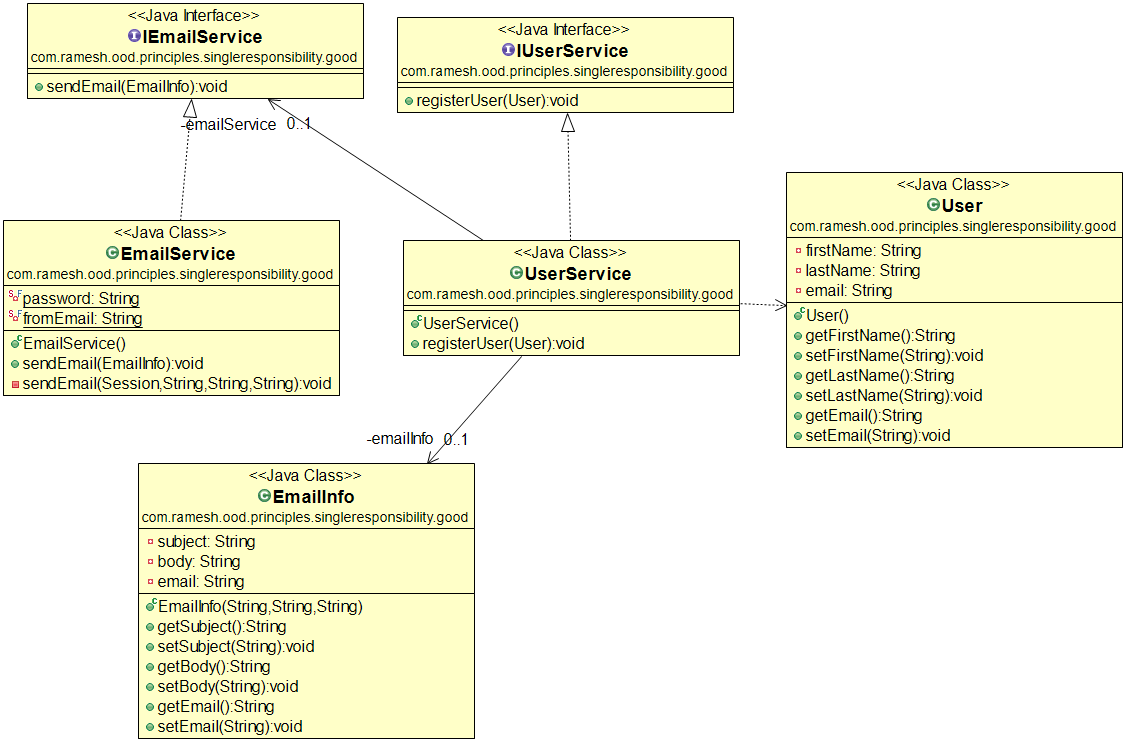 <<Java Interface>>
IEmailService
com.ramesh.ood.principles.singleresponsibility.good
sendEmail(EmailInfo):void
<<Java Interface>>
IUserService
com.ramesh.ood.principles.singleresponsibility.good
registerUser(User):void
-emailService 0..1
<<Java Class>>
EmailService
com.ramesh.ood.principles.singleresponsibility.good
password: String
fromEmail: String
EmailService()
sendEmail(EmailInfo):void
sendEmail(Session,String,String,String):void
<<Java Class>>
UserService
com.ramesh.ood.principles.singleresponsibility.good
UserService()
registerUser(User):void
<<Java Class>>
User
com.ramesh.ood.principles.singleresponsibility.good
firstName: String
lastName: String
email: String
User()
getFirstName():String
setFirstName(String):void
getLastName():String
setLastName(String):void
getEmail():String
setEmail(String):void
-emailInfo 0..1
<<Java Class>>
EmailInfo
com.ramesh.ood.principles.singleresponsibility.good
subject: String
body: String
email: String
EmailInfo(String,String,String)
getSubject():String
setSubject(String):void
getBody():String
setBody(String):void
getEmail():String
setEmail(String):void